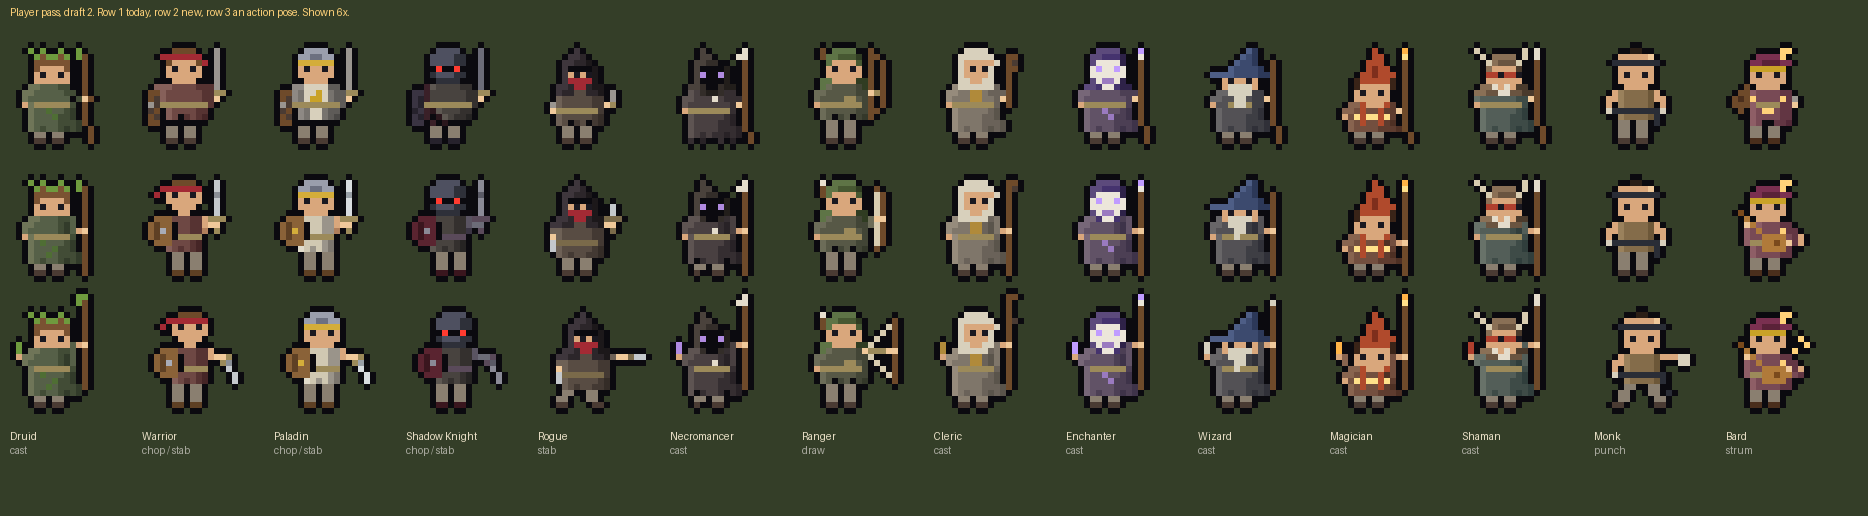 Player pass, draft 2. Row 1 today, row 2 new, row 3 an action pose. Shown 6x.
Druid Warrior Paladin Shadow Knight Rogue Necromancer Ranger Cleric Enchanter Wizard Magician Shaman Monk Bard
cast chop/stab chop/stab chop/stab stab cast draw cast cast cast cast cast punch strum